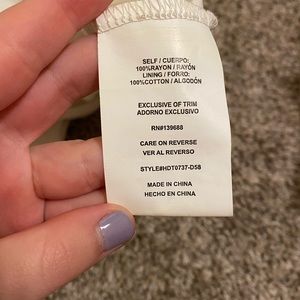 SELF / CUERPO:
100%RAYON / RAYÓN
LINING / FORRO:
100%COTTON / ALGODÓN
EXCLUSIVE OF TRIM
ADORNO EXCLUSIVO
RN#139688
CARE ON REVERSE
VER AL REVERSO
STYLE#HDT0737-D58
MADE IN CHINA
HECHO EN CHINA